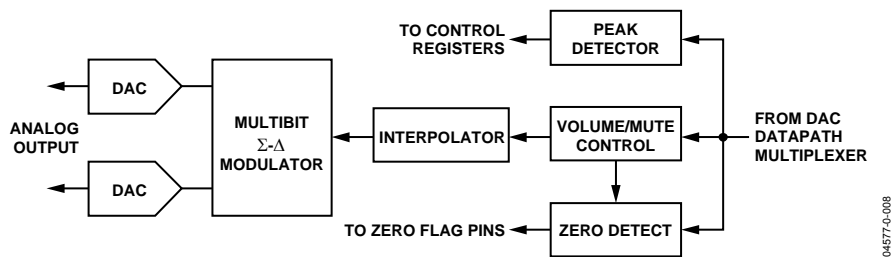 TO CONTROL
REGISTERS
PEAK
DETECTOR
DAC
ANALOG
OUTPUT
DAC
MULTIBIT
Σ-Δ
MODULATOR
INTERPOLATOR
VOLUME/MUTE
CONTROL
FROM DAC
DATAPATH
MULTIPLEXER
TO ZERO FLAG PINS
ZERO DETECT
04577-0-008